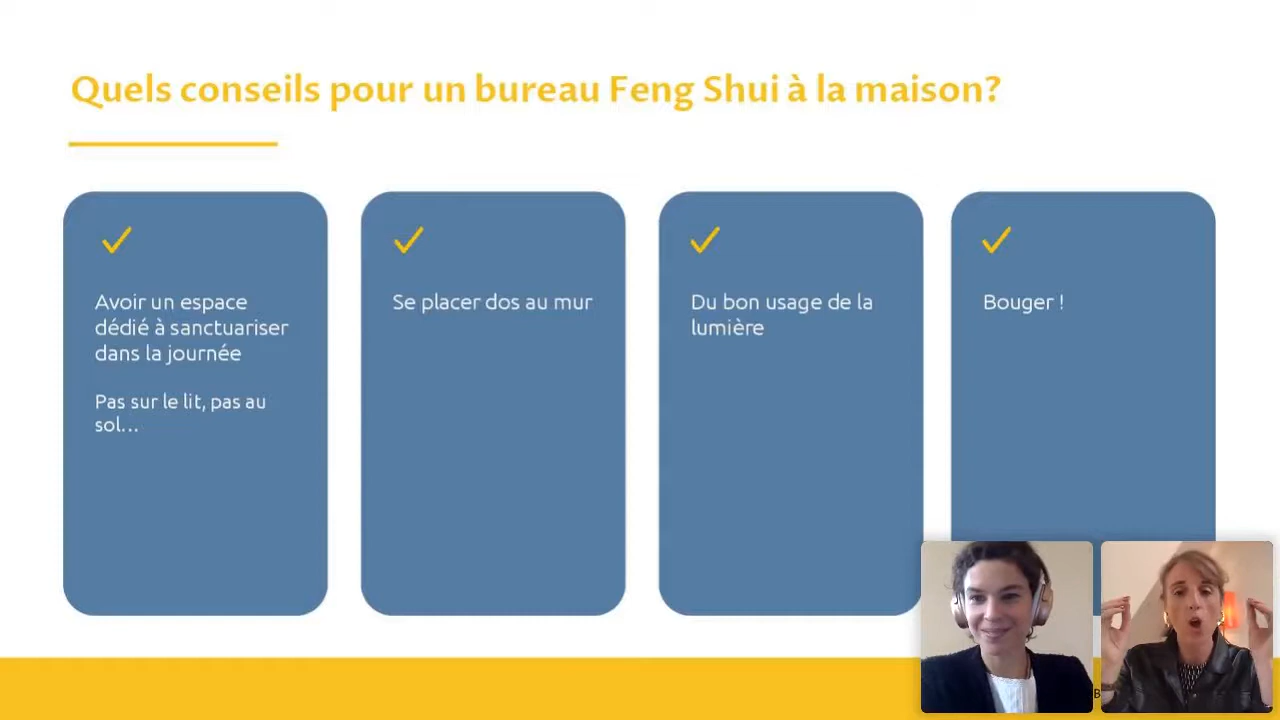 Quels conseils pour un bureau Feng Shui à la maison?
Avoir un espace
dédié à sanctuariser
dans la journée
Pas sur le lit, pas au
sol...
Se placer dos au mur
Du bon usage de la
lumière
Bouger !